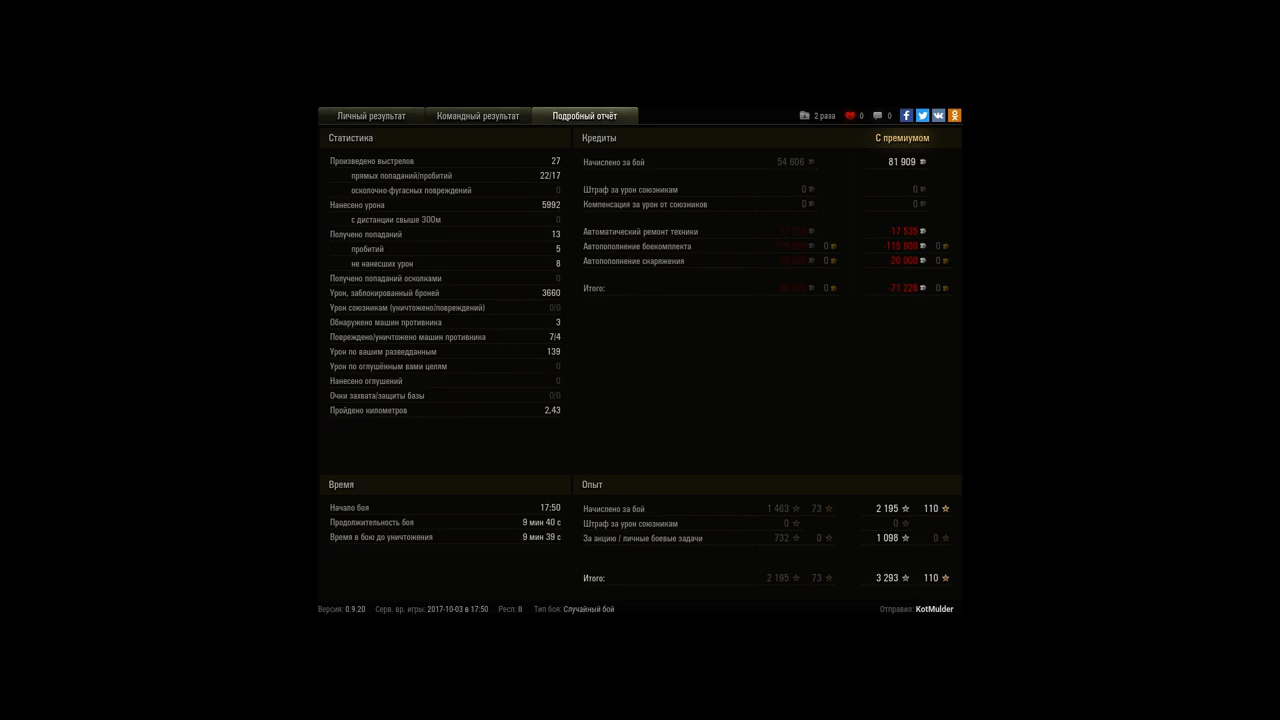 Личный результат Командный результат Подробный отчёт 2 раза 0 0
Статистика
Произведено выстрелов 27
прямых попаданий/пробитий 22/17
осколочно-фугасных повреждений 0
Нанесено урона 5992
с дистанции свыше 300м 0
Получено попаданий 13
пробитий 5
не нанесших урон 8
Получено попаданий осколками 0
Урон, заблокированный броней 3660
Урон союзникам (уничтожено/повреждений) 0/0
Обнаружено машин противника 3
Повреждено/уничтожено машин противника 7/4
Урон по вашим разведданным 139
Урон по оглушённым вами целям 0
Нанесено оглушений 0
Очки захвата/защиты базы 0/0
Пройдено километров 2,43
Кредиты С премиумом
Начислено за бой 54 606 81 909
Штраф за урон союзникам 0 0
Компенсация за урон от союзников 0 0
Автоматический ремонт техники -17 535
Автопополнение боекомплекта 0 0
Автопополнение снаряжения 0 -20 000 0
Итого: 0 -71 226 0
Время
Начало боя 17:50
Продолжительность боя 9 мин 40 с
Время в бою до уничтожения 9 мин 39 с
Опыт
Начислено за бой 1 463 73 2 195 110
Штраф за урон союзникам 0 0
За акцию / личные боевые задачи 732 0 1 098 0
Итого: 2 195 73 3 293 110
Версия: 0.9.20 Серв. вр. игры: 2017-10-03 в 17:50 Респ: II Тип боя: Случайный бой Отправил: KotMulder